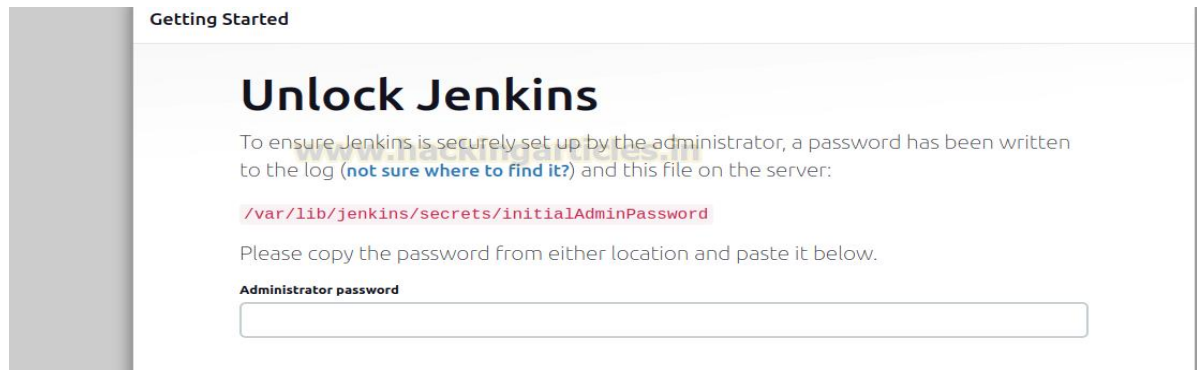 Getting Started
Unlock Jenkins
To ensure Jenkins is securely set up by the administrator, a password has been written
www.hackingarticles.in
to the log (not sure where to find it?) and this file on the server:
/var/lib/jenkins/secrets/initialAdminPassword
Please copy the password from either location and paste it below.
Administrator password